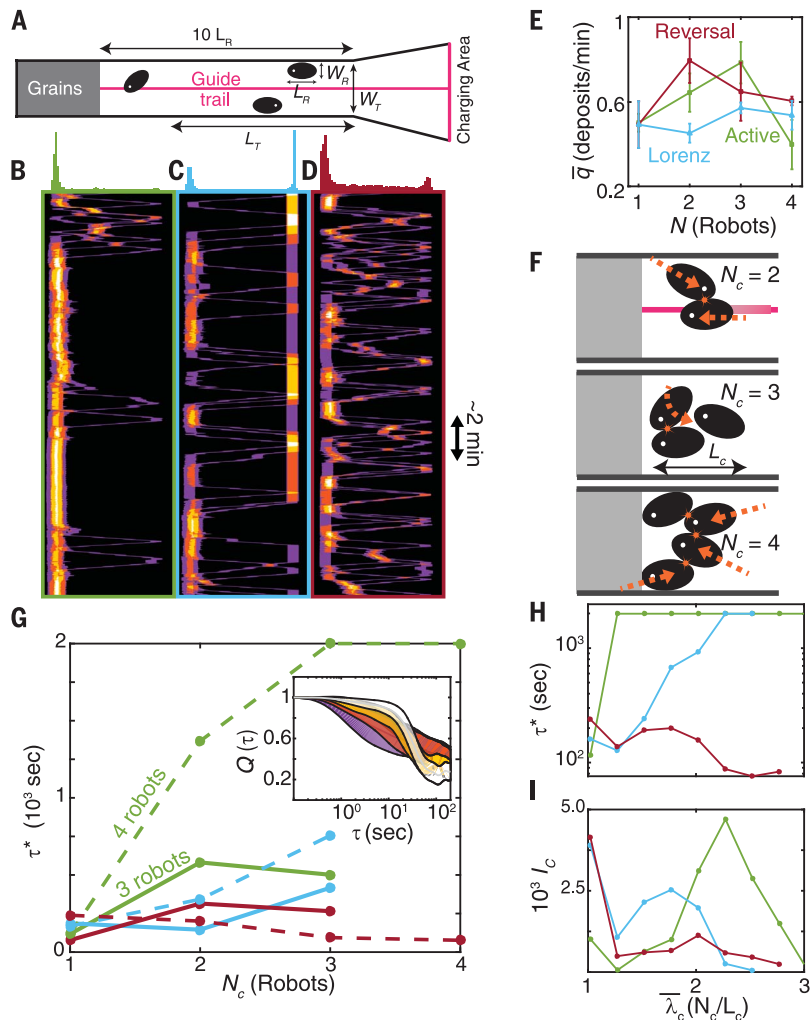 A
10 L_R
Grains
Guide trail
W_R
L_R
W_T
L_T
Charging Area
B
C
D
~2 min
E
q̅ (deposits/min)
1
0.6
0.2
Reversal
Active
Lorenz
1 2 3 4
N (Robots)
F
N_c = 2
N_c = 3
L_c
N_c = 4
G
τ* (10³ sec)
2
1
0
4 robots
3 robots
1 2 3 4
N_c (Robots)
Q (τ)
1
0.6
0.2
10⁰ 10¹ 10²
τ (sec)
H
τ* (sec)
10³
10²
I
10³ I_C
5.0
2.5
1 2 3
λ̅_c (N_c/L_c)